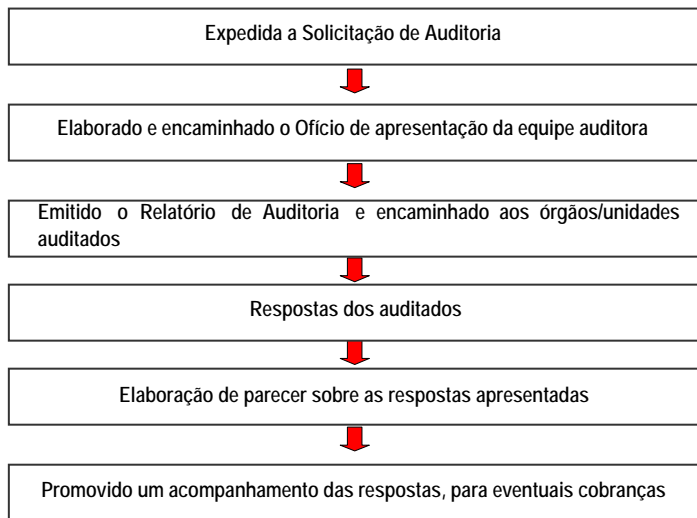 Expedida a Solicitação de Auditoria
Elaborado e encaminhado o Ofício de apresentação da equipe auditora
Emitido o Relatório de Auditoria e encaminhado aos órgãos/unidades
auditados
Respostas dos auditados
Elaboração de parecer sobre as respostas apresentadas
Promovido um acompanhamento das respostas, para eventuais cobranças